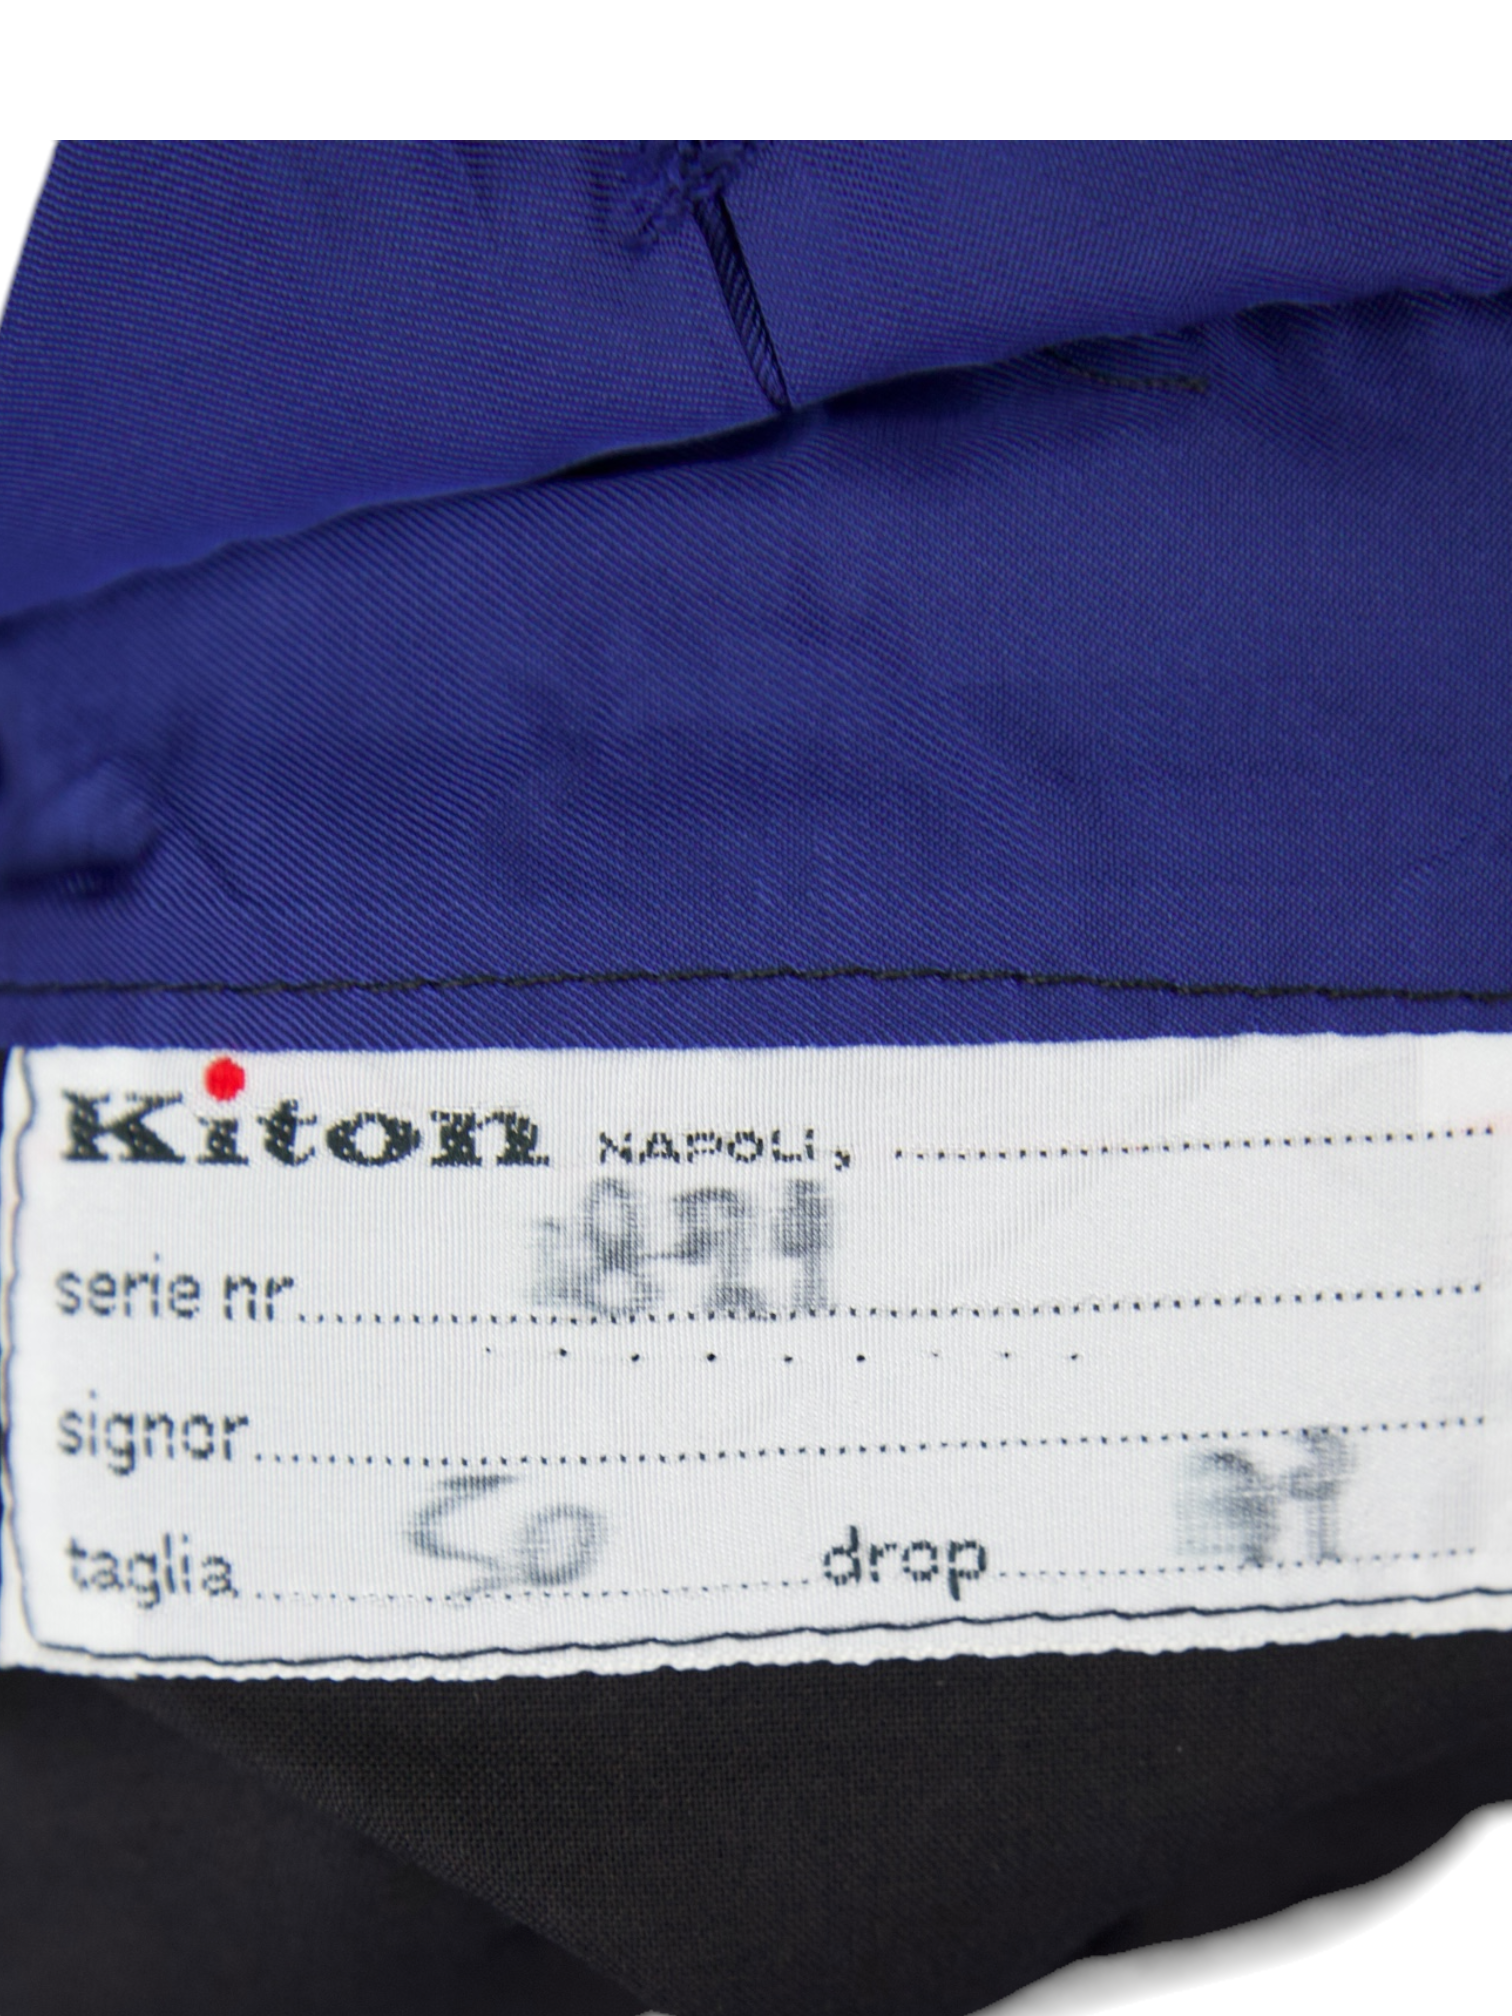 Kiton NAPOLI,
serie nr
signor
taglia 50 drop